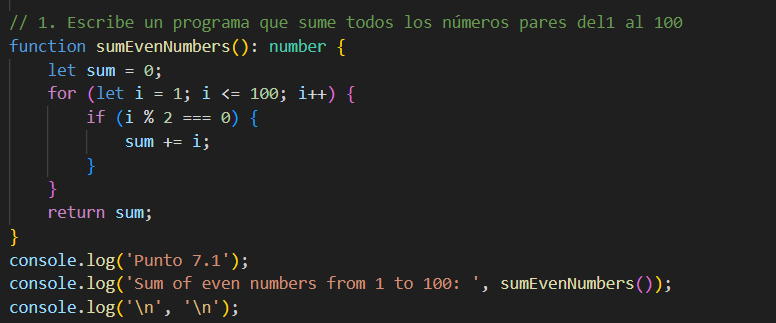 // 1. Escribe un programa que sume todos los números pares del1 al 100
function sumEvenNumbers(): number {
    let sum = 0;
    for (let i = 1; i <= 100; i++) {
        if (i % 2 === 0) {
            sum += i;
        }
    }
    return sum;
}
console.log('Punto 7.1');
console.log('Sum of even numbers from 1 to 100: ', sumEvenNumbers());
console.log('\n', '\n');